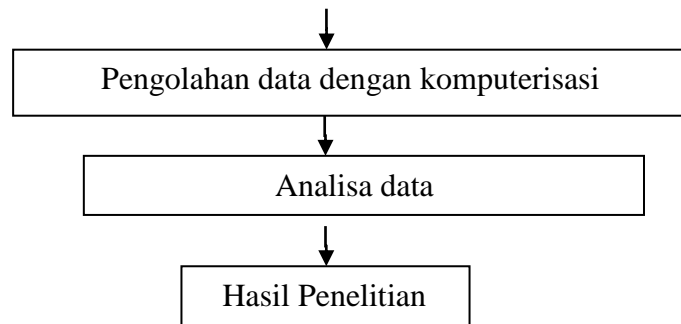 Pengolahan data dengan komputerisasi
Analisa data
Hasil Penelitian